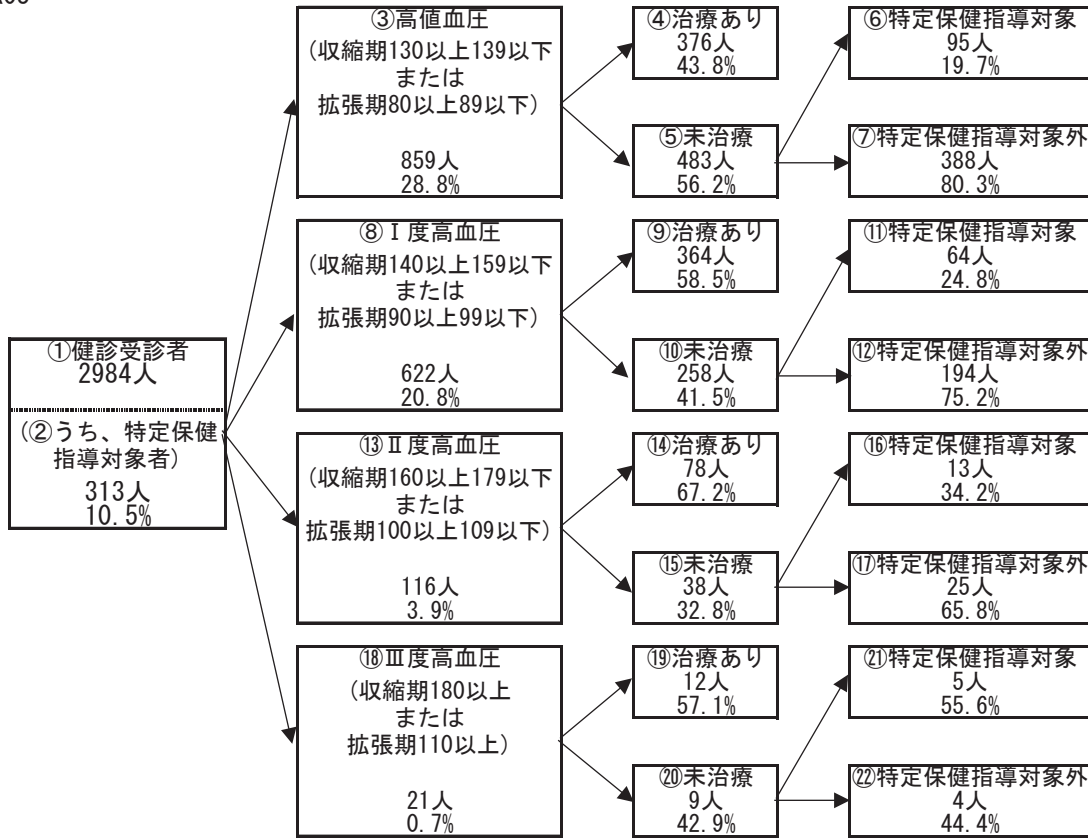 ①健診受診者
2984人
(②うち、特定保健
指導対象者)
313人
10.5%
③高値血圧
(収縮期130以上139以下
または
拡張期80以上89以下)
859人
28.8%
④治療あり
376人
43.8%
⑤未治療
483人
56.2%
⑥特定保健指導対象
95人
19.7%
⑦特定保健指導対象外
388人
80.3%
⑧Ⅰ度高血圧
(収縮期140以上159以下
または
拡張期90以上99以下)
622人
20.8%
⑨治療あり
364人
58.5%
⑩未治療
258人
41.5%
⑪特定保健指導対象
64人
24.8%
⑫特定保健指導対象外
194人
75.2%
⑬Ⅱ度高血圧
(収縮期160以上179以下
または
拡張期100以上109以下)
116人
3.9%
⑭治療あり
78人
67.2%
⑮未治療
38人
32.8%
⑯特定保健指導対象
13人
34.2%
⑰特定保健指導対象外
25人
65.8%
⑱Ⅲ度高血圧
(収縮期180以上
または
拡張期110以上)
21人
0.7%
⑲治療あり
12人
57.1%
⑳未治療
9人
42.9%
㉑特定保健指導対象
5人
55.6%
㉒特定保健指導対象外
4人
44.4%